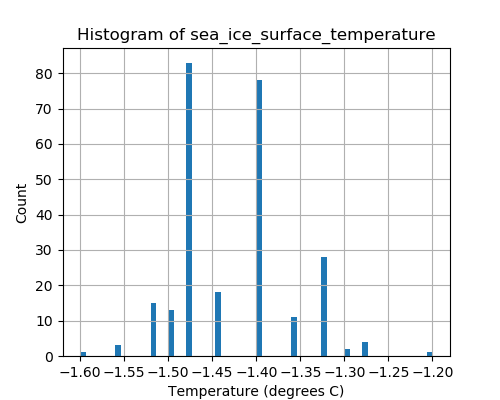 Histogram of sea_ice_surface_temperature
80
70
60
50
40
30
20
10
0
Count
−1.60 −1.55 −1.50 −1.45 −1.40 −1.35 −1.30 −1.25 −1.20
Temperature (degrees C)